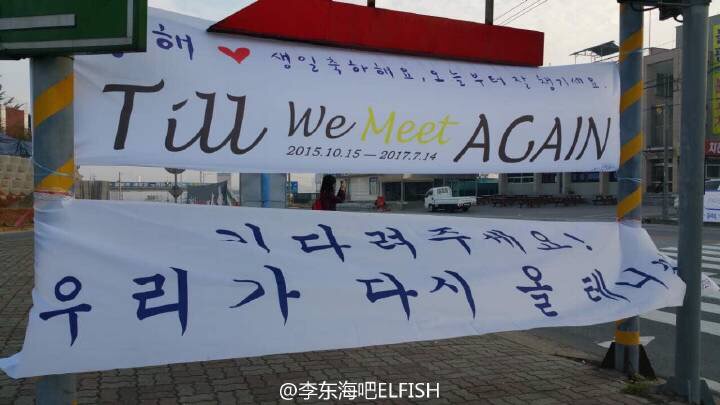 해 ♥ 생일축하해요, 오늘부터 잘 챙기세요.
Till We Meet AGAIN
2015.10.15 — 2017.7.14
기다려주세요!
우리가 다시 올테니까
@李东海吧ELFISH